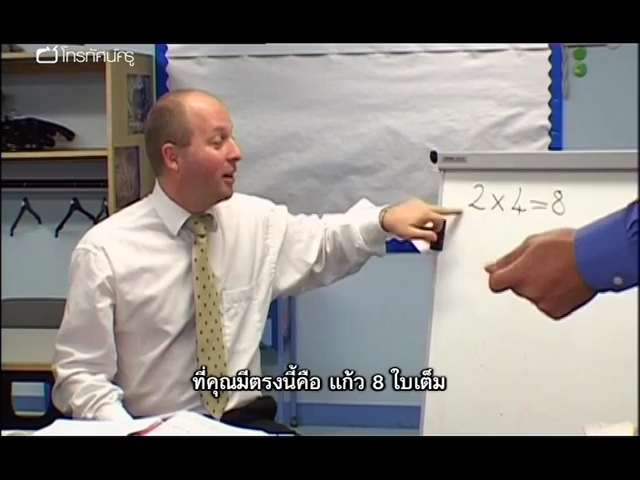 โทรทัศน์ครู
2 x 4 = 8
ที่คุณมีตรงนี้คือ แก้ว 8 ใบเต็ม